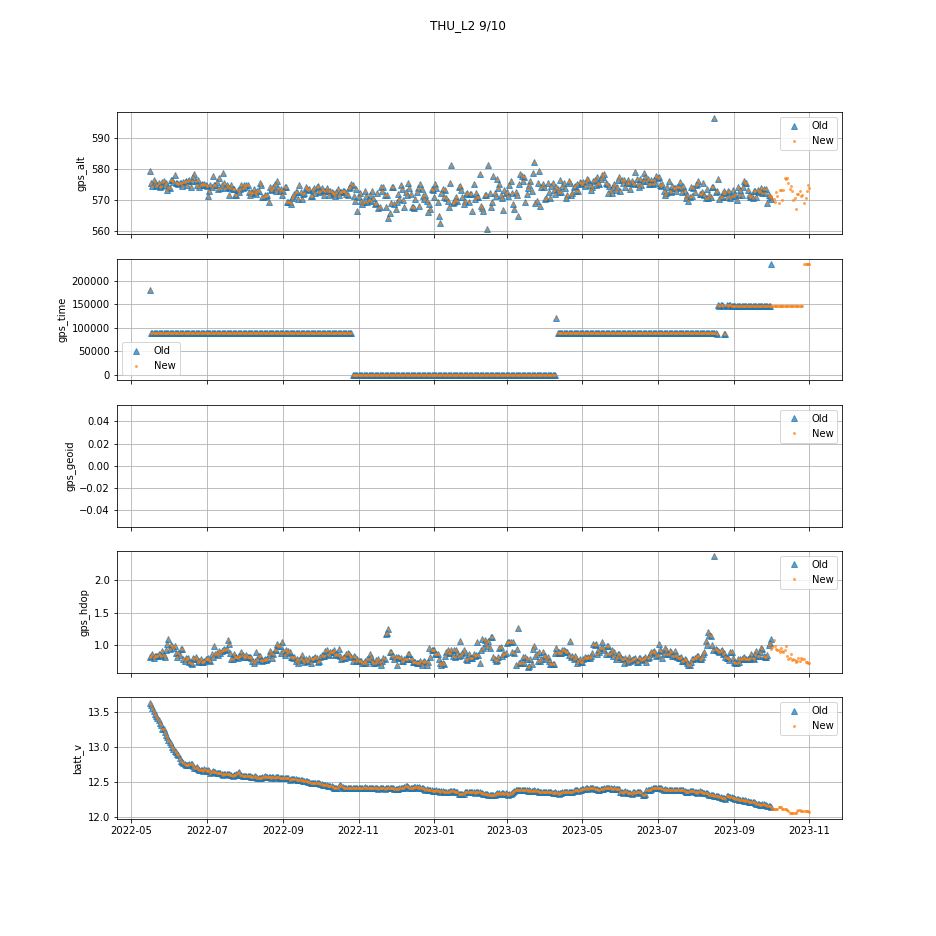 THU_L2 9/10
590
580
570
560
gps_alt
Old
New
200000
150000
100000
50000
0
gps_time
Old
New
0.04
0.02
0.00
−0.02
−0.04
gps_geoid
Old
New
2.0
1.5
1.0
gps_hdop
Old
New
13.5
13.0
12.5
12.0
batt_v
Old
New
2022-05 2022-07 2022-09 2022-11 2023-01 2023-03 2023-05 2023-07 2023-09 2023-11